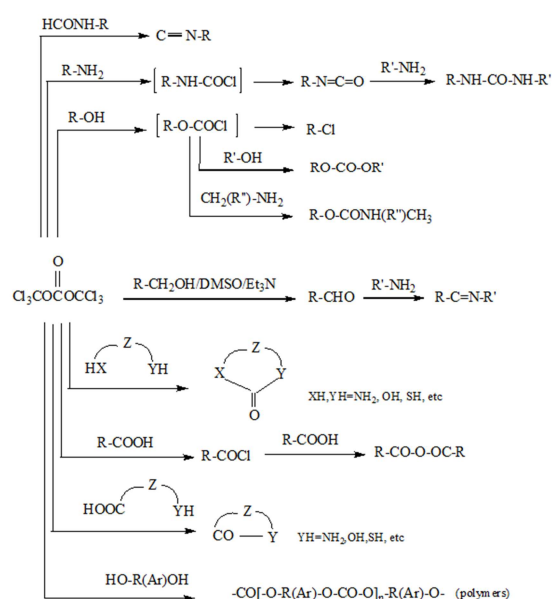 HCONH-R
C=N-R
R-NH2
[R-NH-COCl]
R-N=C=O
R'-NH2
R-NH-CO-NH-R'
R-OH
[R-O-COCl]
R-Cl
R'-OH
RO-CO-OR'
CH2(R'')-NH2
R-O-CONH(R'')CH3
O
Cl3COCOCCl3
R-CH2OH/DMSO/Et3N
R-CHO
R'-NH2
R-C=N-R'
Z
HX
YH
Z
X
Y
O
XH,YH=NH2, OH, SH, etc
R-COOH
R-COCl
R-COOH
R-CO-O-OC-R
Z
HOOC
YH
Z
CO — Y
YH=NH2,OH,SH, etc
HO-R(Ar)OH
-CO[-O-R(Ar)-O-CO-O]n-R(Ar)-O- (polymers)